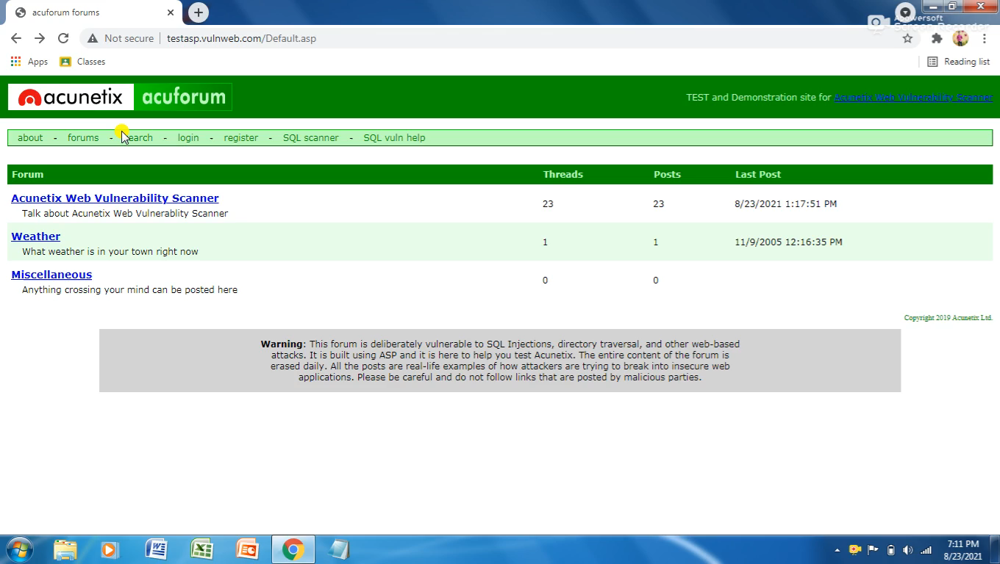 acuforum forums
Apowersoft
Screen Recorder
Not secure
testasp.vulnweb.com/Default.asp
Apps
Classes
Reading list
acunetix acuforum
TEST and Demonstration site for Acunetix Web Vulnerability Scanner
about - forums - search - login - register - SQL scanner - SQL vuln help
Forum Threads Posts Last Post
Acunetix Web Vulnerability Scanner
Talk about Acunetix Web Vulnerablity Scanner
23 23 8/23/2021 1:17:51 PM
Weather
What weather is in your town right now
1 1 11/9/2005 12:16:35 PM
Miscellaneous
Anything crossing your mind can be posted here
0 0
Copyright 2019 Acunetix Ltd.
Warning: This forum is deliberately vulnerable to SQL Injections, directory traversal, and other web-based
attacks. It is built using ASP and it is here to help you test Acunetix. The entire content of the forum is
erased daily. All the posts are real-life examples of how attackers are trying to break into insecure web
applications. Please be careful and do not follow links that are posted by malicious parties.
7:11 PM
8/23/2021